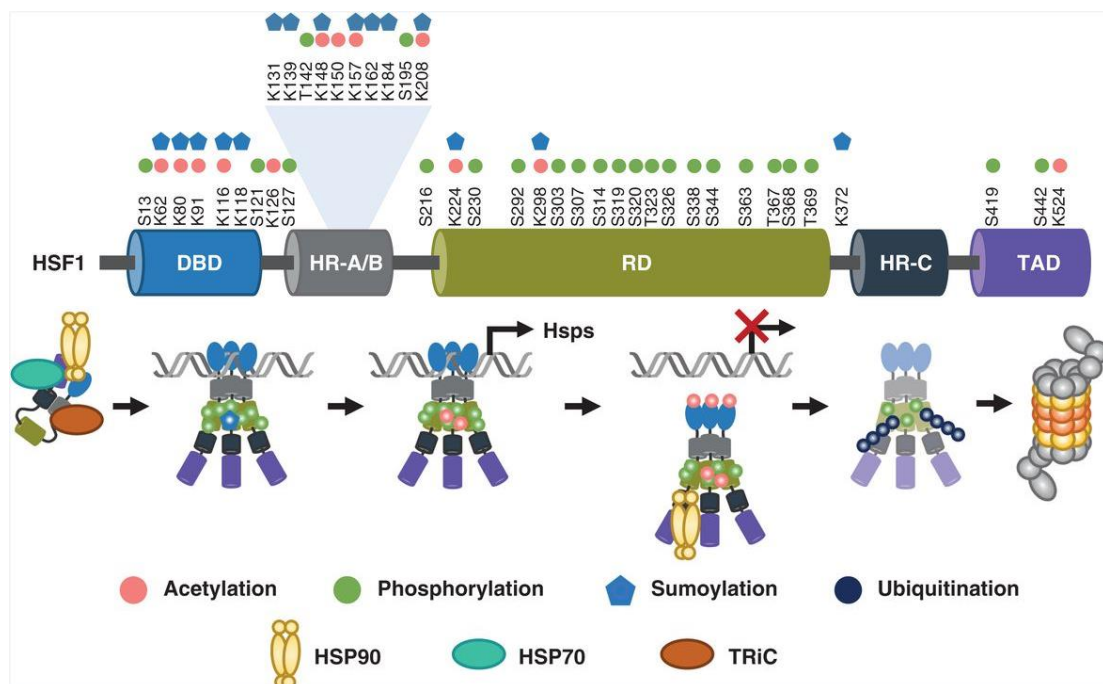 K131
K139
T142
K148
K150
K157
K162
K184
S195
K208
S13
K62
K80
K91
K116
K118
S121
K126
S127
S216
K224
S230
S292
K298
S303
S307
S314
S319
S320
T323
S326
S338
S344
S363
T367
S368
T369
K372
S419
S442
K524
HSF1
DBD
HR-A/B
RD
HR-C
TAD
Hsps
Acetylation
Phosphorylation
Sumoylation
Ubiquitination
HSP90
HSP70
TRiC